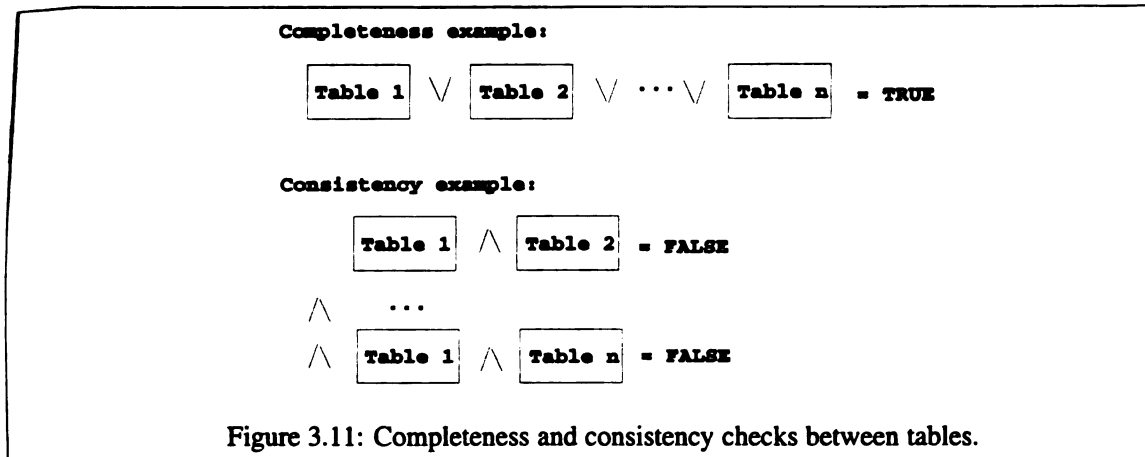 Completeness example:
Table 1 \/ Table 2 \/ ... \/ Table n = TRUE
Consistency example:
Table 1 /\ Table 2 = FALSE
/\ ...
/\ Table 1 /\ Table n = FALSE
Figure 3.11: Completeness and consistency checks between tables.